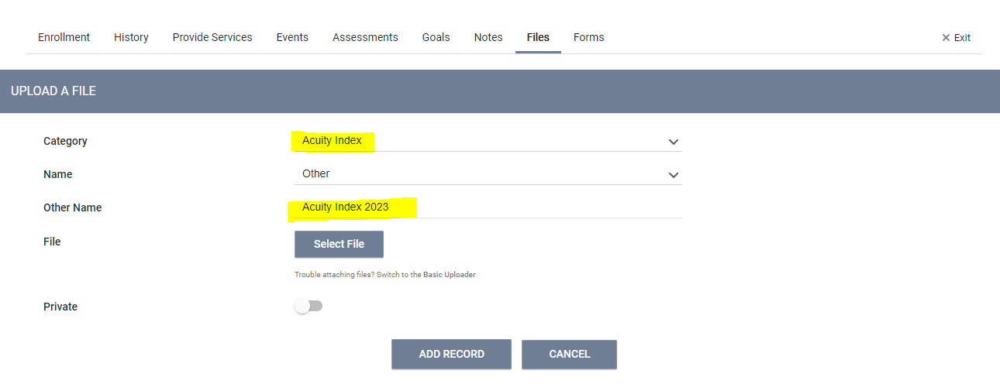 Enrollment History Provide Services Events Assessments Goals Notes Files Forms Exit
UPLOAD A FILE
Category Acuity Index
Name Other
Other Name Acuity Index 2023
File Select File
Trouble attaching files? Switch to the Basic Uploader
Private
ADD RECORD CANCEL